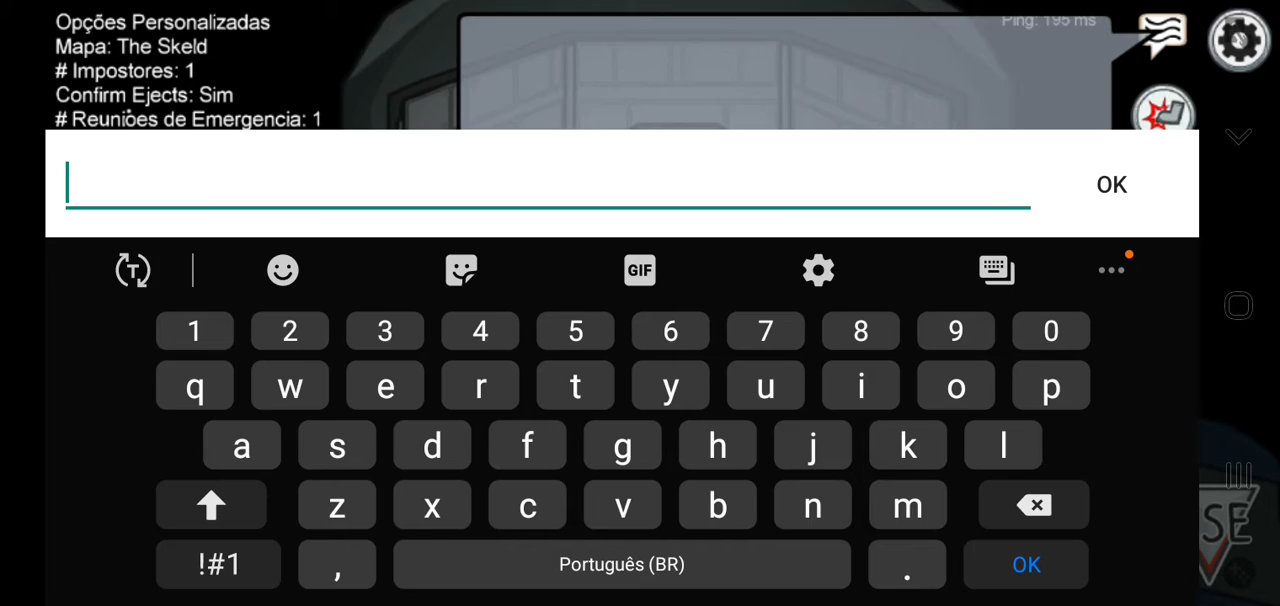 Opções Personalizadas
Ping: 195 ms
Mapa: The Skeld
# Impostores: 1
Confirm Ejects: Sim
# Reuniões de Emergencia: 1
OK
T
GIF
1 2 3 4 5 6 7 8 9 0
q w e r t y u i o p
a s d f g h j k l
z x c v b n m
SE
!#1 , Português (BR) . OK